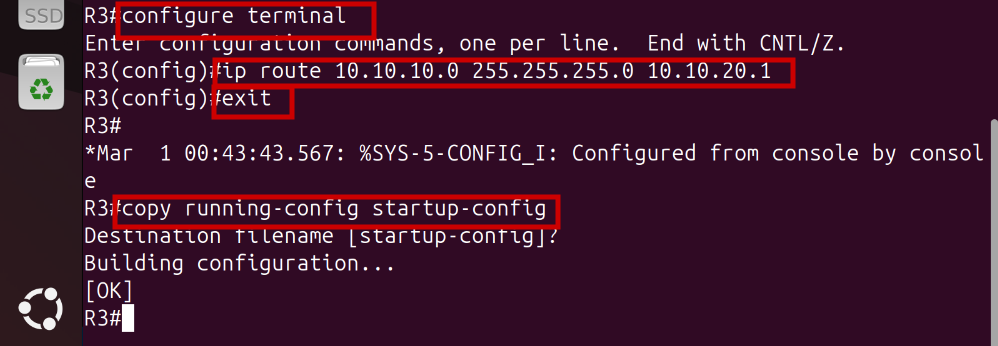 SSD
R3#configure terminal
Enter configuration commands, one per line.  End with CNTL/Z.
R3(config)#ip route 10.10.10.0 255.255.255.0 10.10.20.1
R3(config)#exit
R3#
*Mar  1 00:43:43.567: %SYS-5-CONFIG_I: Configured from console by consol
e
R3#copy running-config startup-config
Destination filename [startup-config]?
Building configuration...
[OK]
R3#